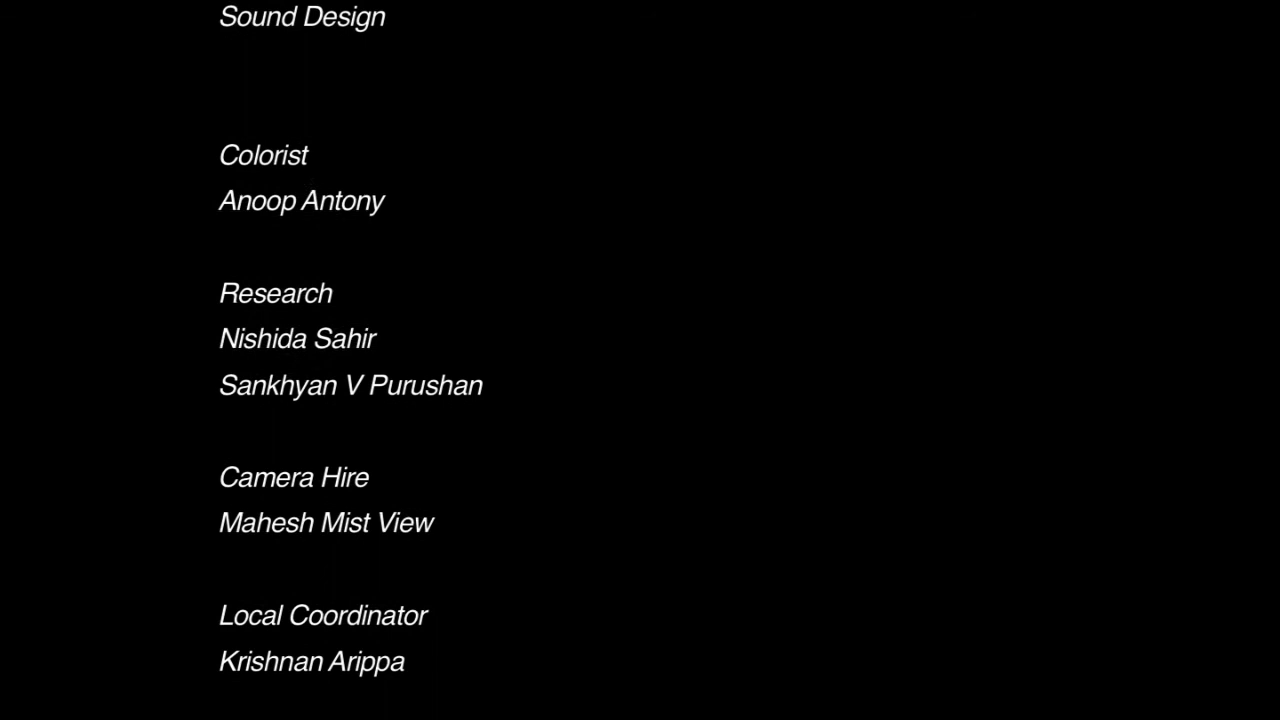 Sound Design
Colorist
Anoop Antony
Research
Nishida Sahir
Sankhyan V Purushan
Camera Hire
Mahesh Mist View
Local Coordinator
Krishnan Arippa